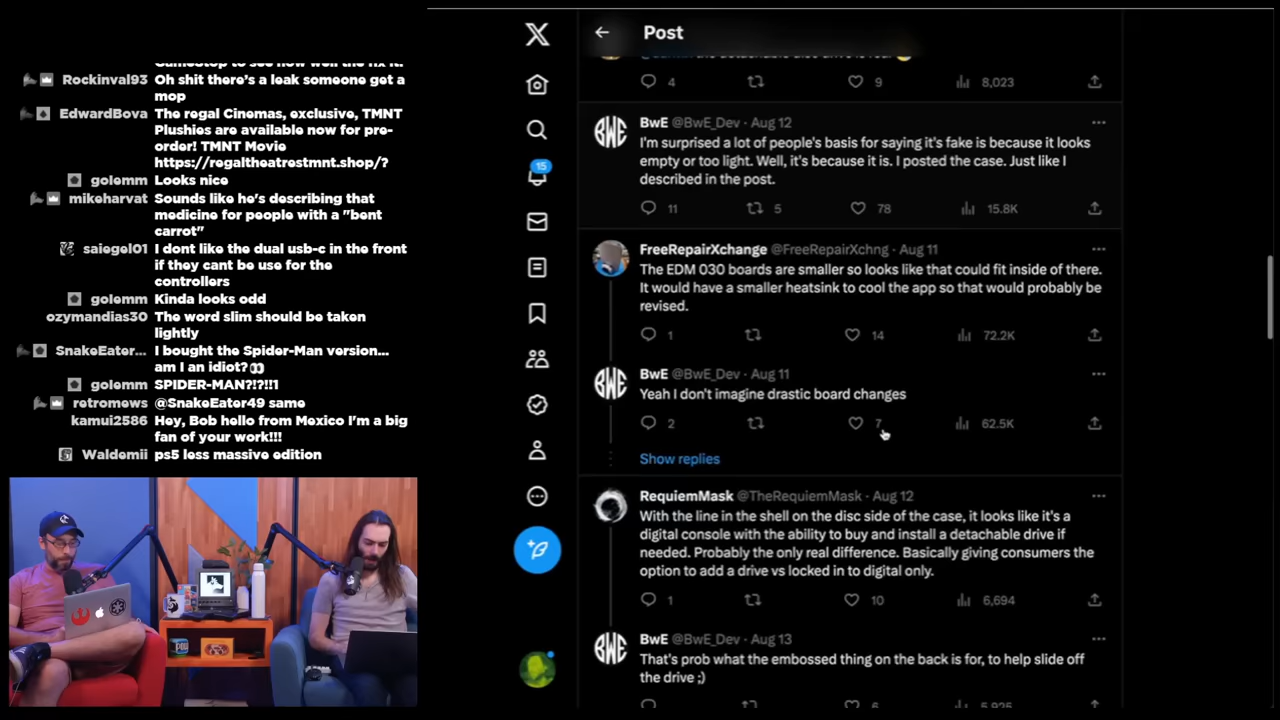 GameStop to see how well the fix it.
Rockinval93 Oh shit there's a leak someone get a
mop
EdwardBova The regal Cinemas, exclusive, TMNT
Plushies are available now for pre-
order! TMNT Movie
https://regaltheatrestmnt.shop/?
golemm Looks nice
mikeharvat Sounds like he's describing that
medicine for people with a "bent
carrot"
saiegel01 I dont like the dual usb-c in the front
if they cant be use for the
controllers
golemm Kinda looks odd
ozymandias30 The word slim should be taken
lightly
SnakeEater... I bought the Spider-Man version...
am I an idiot?
golemm SPIDER-MAN?!?!!1
retromews @SnakeEater49 same
kamui2586 Hey, Bob hello from Mexico I'm a big
fan of your work!!!
Waldemii ps5 less massive edition
15
Post
4 9 8,023
BwE @BwE_Dev · Aug 12
I'm surprised a lot of people's basis for saying it's fake is because it looks
empty or too light. Well, it's because it is. I posted the case. Just like I
described in the post.
11 5 78 15.8K
FreeRepairXchange @FreeRepairXchng · Aug 11
The EDM 030 boards are smaller so looks like that could fit inside of there.
It would have a smaller heatsink to cool the app so that would probably be
revised.
1 14 72.2K
BwE @BwE_Dev · Aug 11
Yeah I don't imagine drastic board changes
2 7 62.5K
Show replies
RequiemMask @TheRequiemMask · Aug 12
With the line in the shell on the disc side of the case, it looks like it's a
digital console with the ability to buy and install a detachable drive if
needed. Probably the only real difference. Basically giving consumers the
option to add a drive vs locked in to digital only.
1 10 6,694
BwE @BwE_Dev · Aug 13
That's prob what the embossed thing on the back is for, to help slide off
the drive ;)
6 5,925